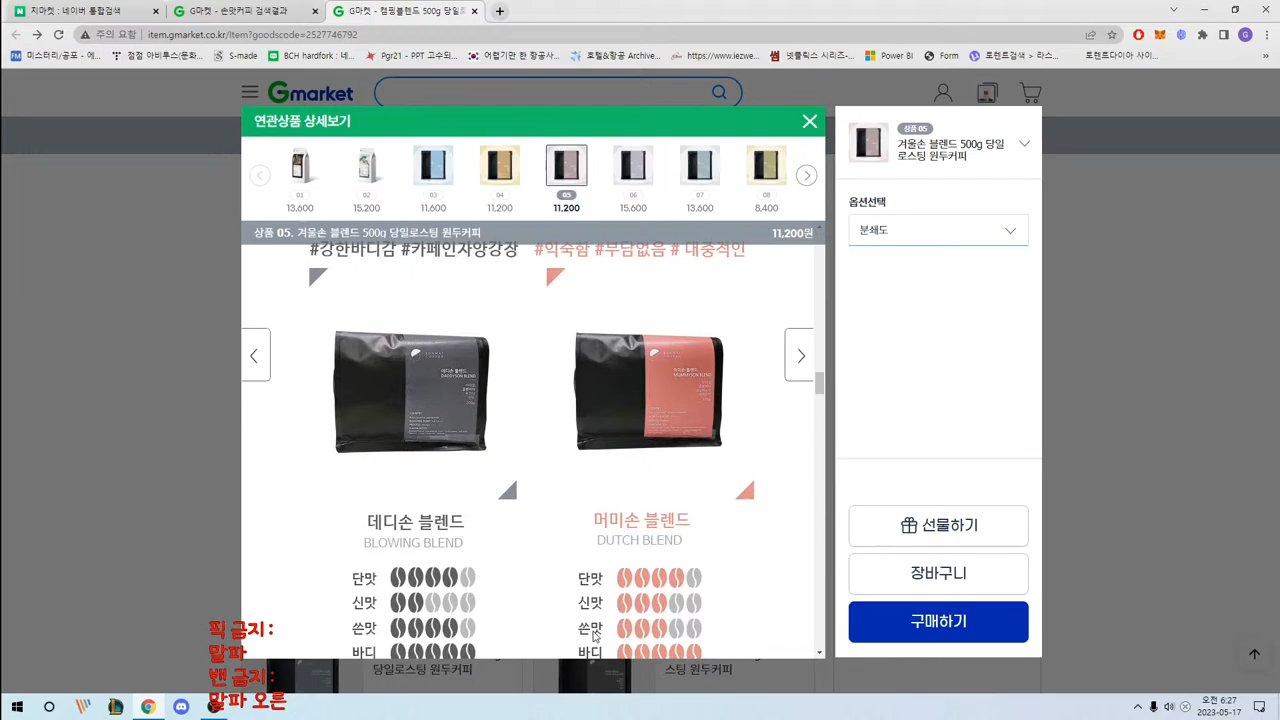 지마켓 : 네이버 통합검색
G마켓 - 손맛커피 검색결과
G마켓 - 캠핑블렌드 500g 당일
주의 요함
item.gmarket.co.kr/Item?goodscode=2527746792
미스터리/공포 - 이...
점점 아비투스(둔화...
BCH hardfork : 네...
Pgr21 - PPT 고수되...
어렵기만 한 항공사...
호텔&항공 Archive...
넷플릭스 시리즈...
Power BI
Form
토렌트검색 > 라스...
토렌트다시아 정보...
Gmarket
연관상품 상세보기
01 02 03 04 05 06 07 08
13,600 15,200 11,600 11,200 11,200 15,600 13,600 8,400
상품 05. 겨울손 블렌드 500g 당일로스팅 원두커피 11,200원
#강한바디감 #카페인자양강장 #익숙함 #부담없음 # 대중적인
데디손 블렌드 머미손 블렌드
BLOWING BLEND DUTCH BLEND
단맛 단맛
신맛 신맛
쓴맛 쓴맛
바디 바디
당일로스팅 원두커피
스팅 원두커피
상품 05
겨울손 블렌드 500g 당일
로스팅 원두커피
옵션선택
분쇄도
선물하기
장바구니
구매하기
픽 금지 :
말파
밴 금지 :
말파 오른
오전 6:27
2023-05-17